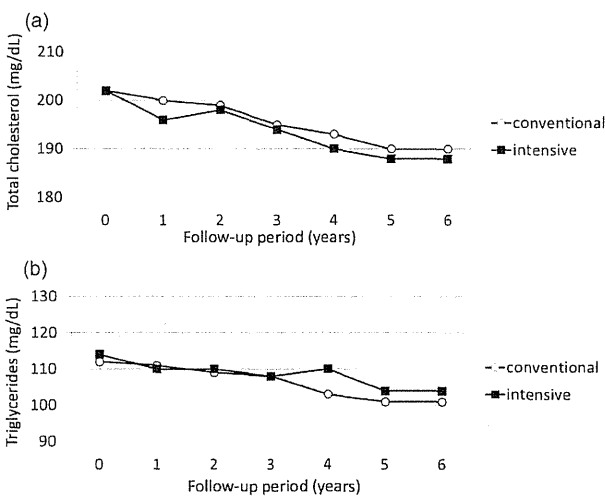 (a)
Total cholesterol (mg/dL)
210
200
190
180
0 1 2 3 4 5 6
Follow-up period (years)
conventional
intensive
(b)
Triglycerides (mg/dL)
130
120
110
100
90
0 1 2 3 4 5 6
Follow-up period (years)
conventional
intensive